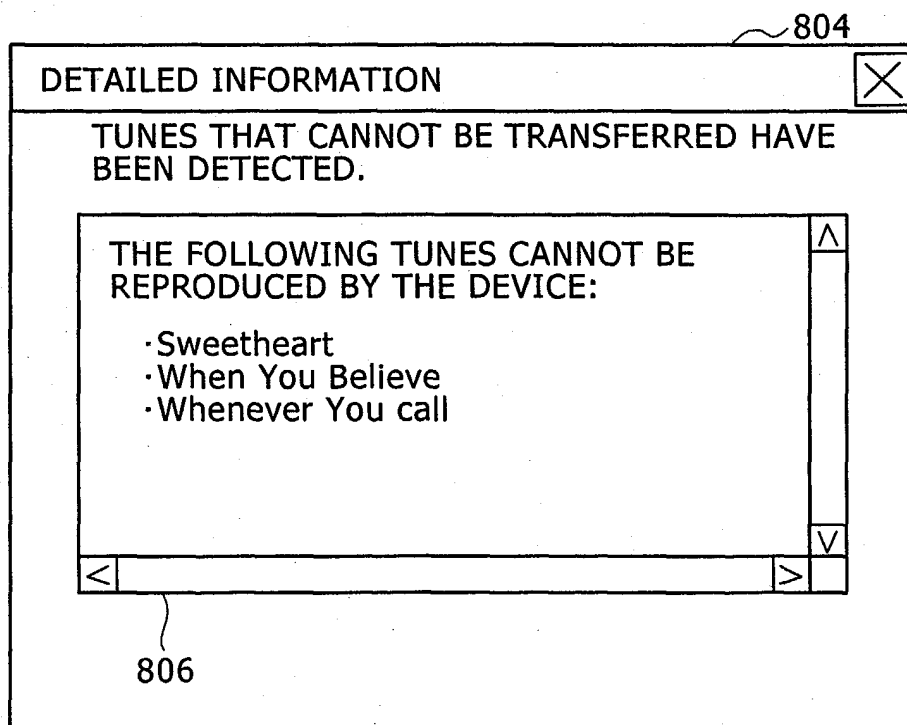 804
DETAILED INFORMATION
TUNES THAT CANNOT BE TRANSFERRED HAVE
BEEN DETECTED.
THE FOLLOWING TUNES CANNOT BE
REPRODUCED BY THE DEVICE:
·Sweetheart
·When You Believe
·Whenever You call
806